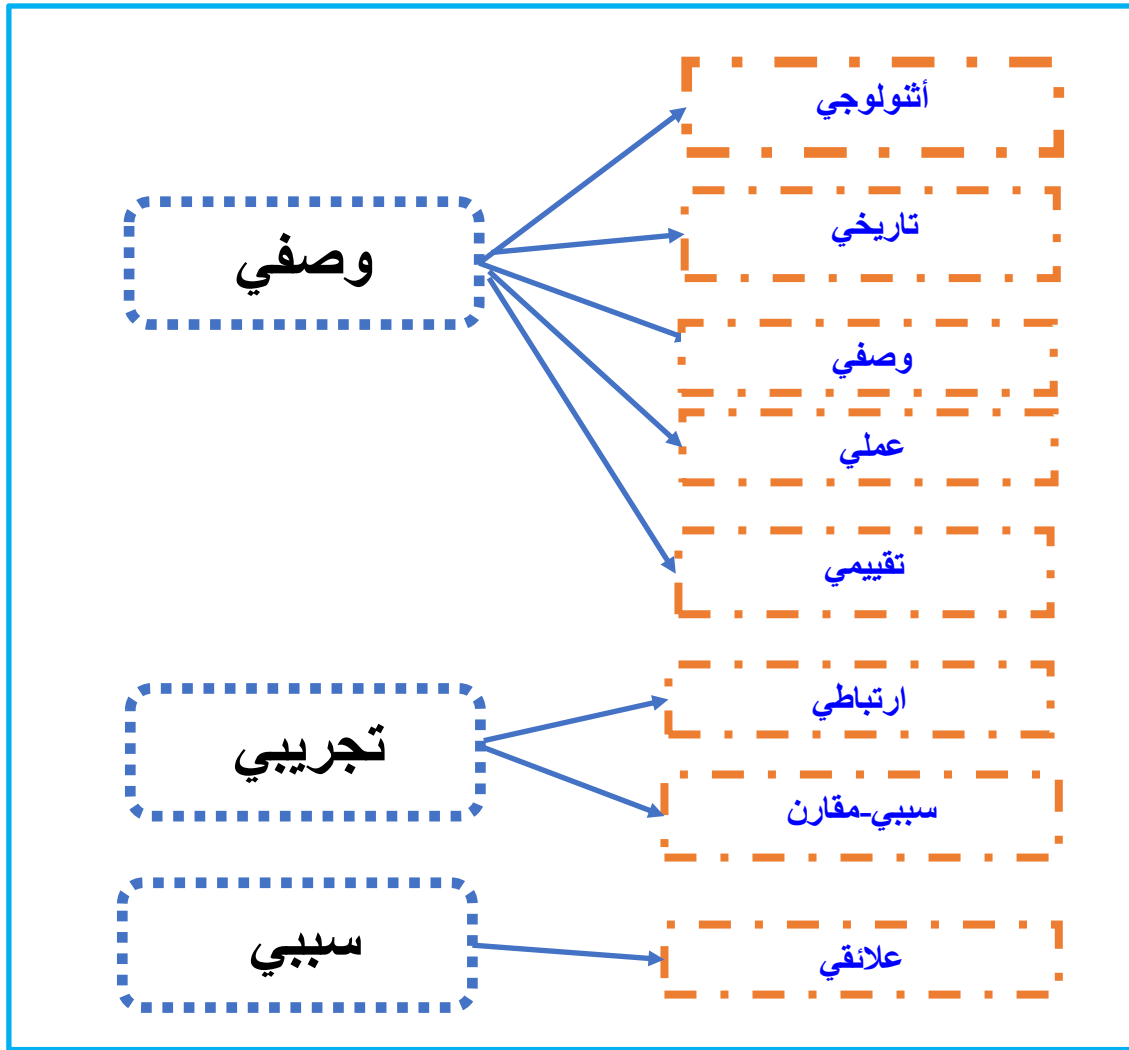 أثنولوجي
تاريخي
وصفي
وصفي
عملي
تقييمي
ارتباطي
تجريبي
سببي-مقارن
علائقي
سببي